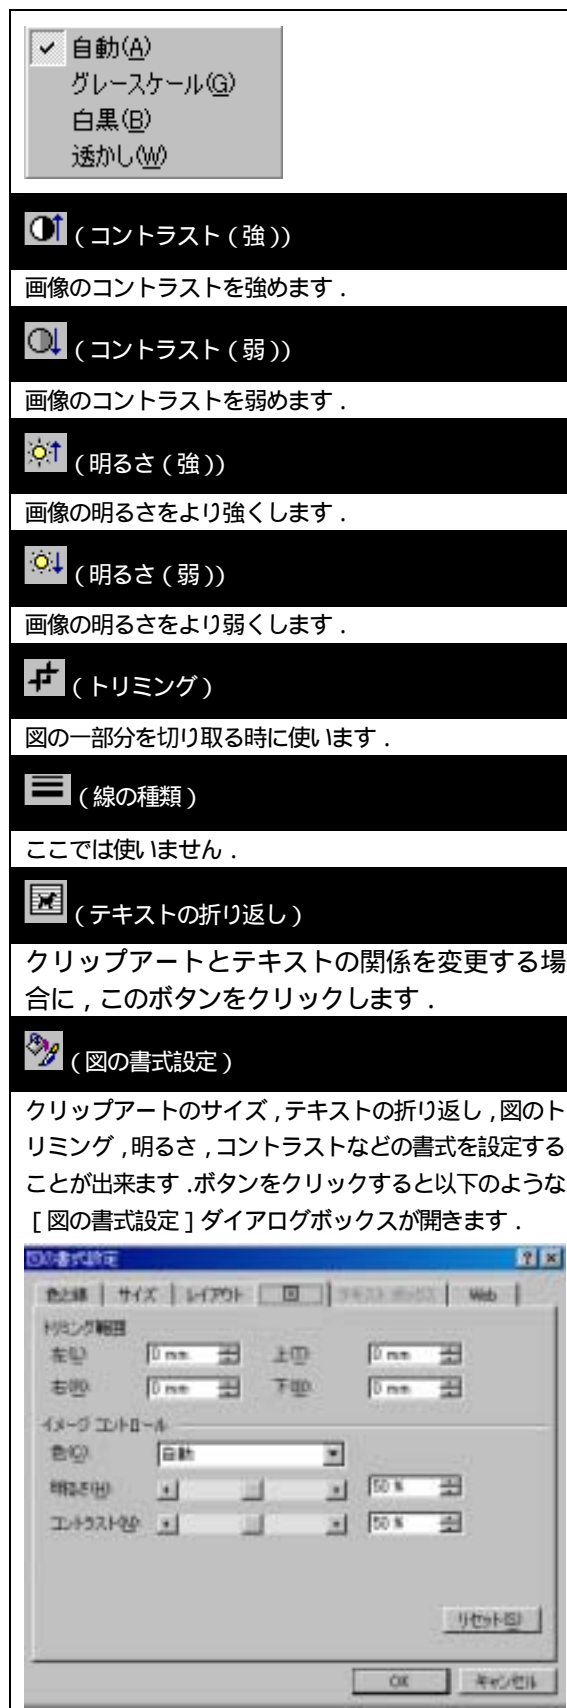 自動(A)
グレースケール(G)
白黒(B)
透かし(W)
(コントラスト(強))
画像のコントラストを強めます.
(コントラスト(弱))
画像のコントラストを弱めます.
(明るさ(強))
画像の明るさをより強くします.
(明るさ(弱))
画像の明るさをより弱くします.
(トリミング)
図の一部分を切り取る時に使います.
(線の種類)
ここでは使いません.
(テキストの折り返し)
クリップアートとテキストの関係を変更する場
合に,このボタンをクリックします.
(図の書式設定)
クリップアートのサイズ,テキストの折り返し,図のト
リミング,明るさ,コントラストなどの書式を設定する
ことが出来ます.ボタンをクリックすると以下のような
[図の書式設定]ダイアログボックスが開きます.
図の書式設定
色と線 サイズ レイアウト 図 テキスト ボックス Web
トリミング範囲
左(L) 0 mm 上(T) 0 mm
右(R) 0 mm 下(B) 0 mm
イメージ コントロール
色(C) 自動
明るさ(H) 50 %
コントラスト(N) 50 %
リセット(S)
OK キャンセル